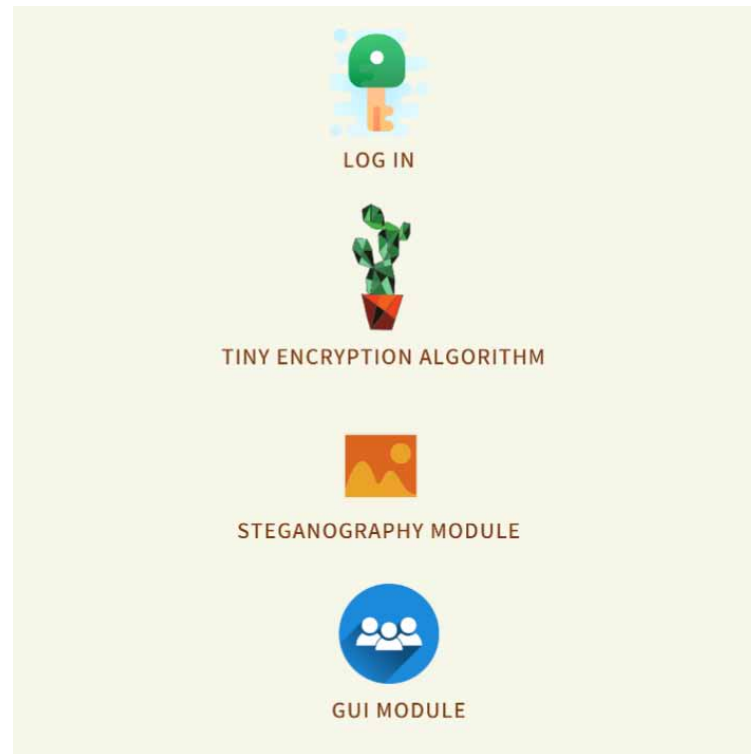 LOG IN
TINY ENCRYPTION ALGORITHM
STEGANOGRAPHY MODULE
GUI MODULE